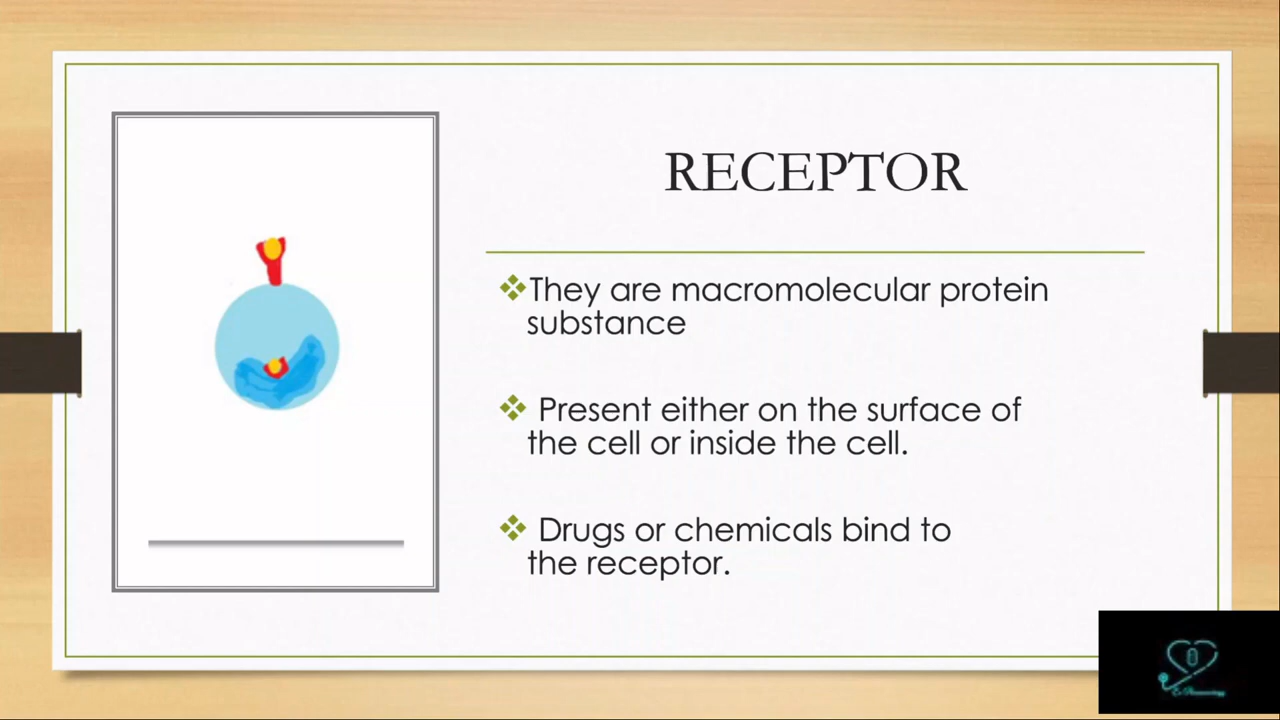 RECEPTOR
❖They are macromolecular protein
substance
❖ Present either on the surface of
the cell or inside the cell.
❖ Drugs or chemicals bind to
the receptor.